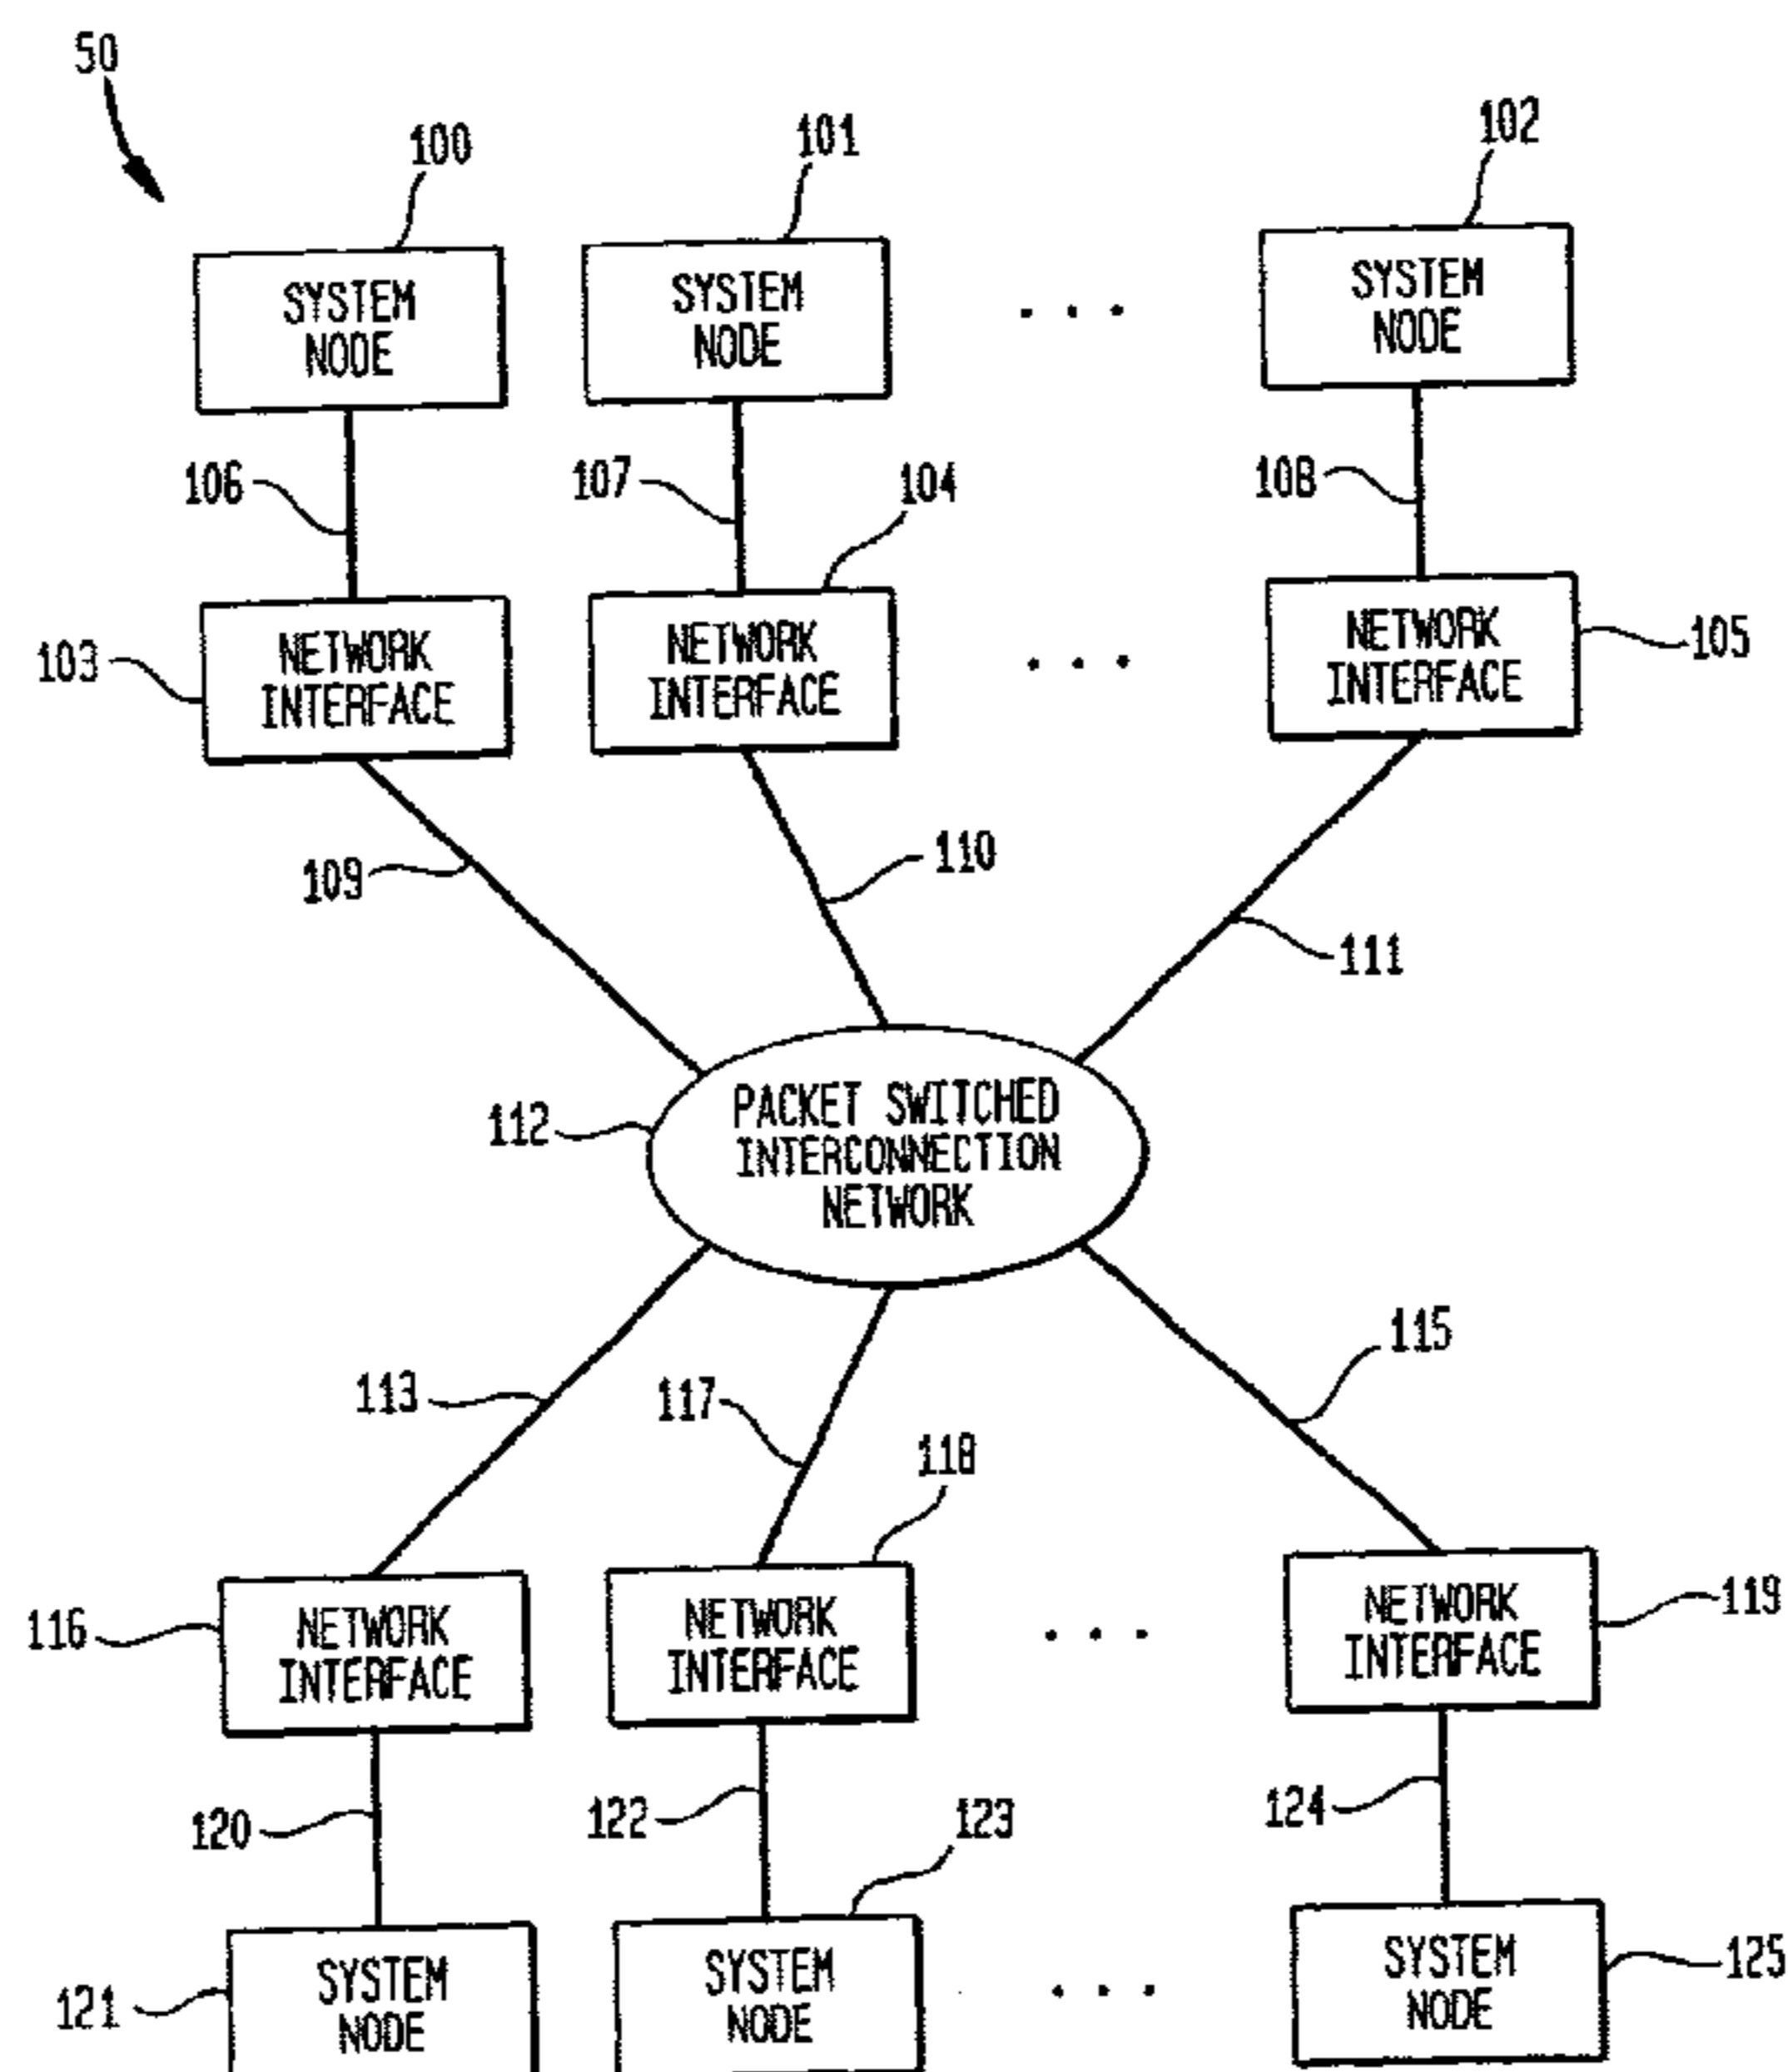 50
100
101
102
SYSTEM
NODE
SYSTEM
NODE
. . .
SYSTEM
NODE
106
107
104
108
103
NETWORK
INTERFACE
NETWORK
INTERFACE
. . .
NETWORK
INTERFACE
105
109
110
111
112
PACKET SWITCHED
INTERCONNECTION
NETWORK
113
117
118
115
116
NETWORK
INTERFACE
NETWORK
INTERFACE
. . .
NETWORK
INTERFACE
119
120
122
123
124
121
SYSTEM
NODE
SYSTEM
NODE
. . .
SYSTEM
NODE
125